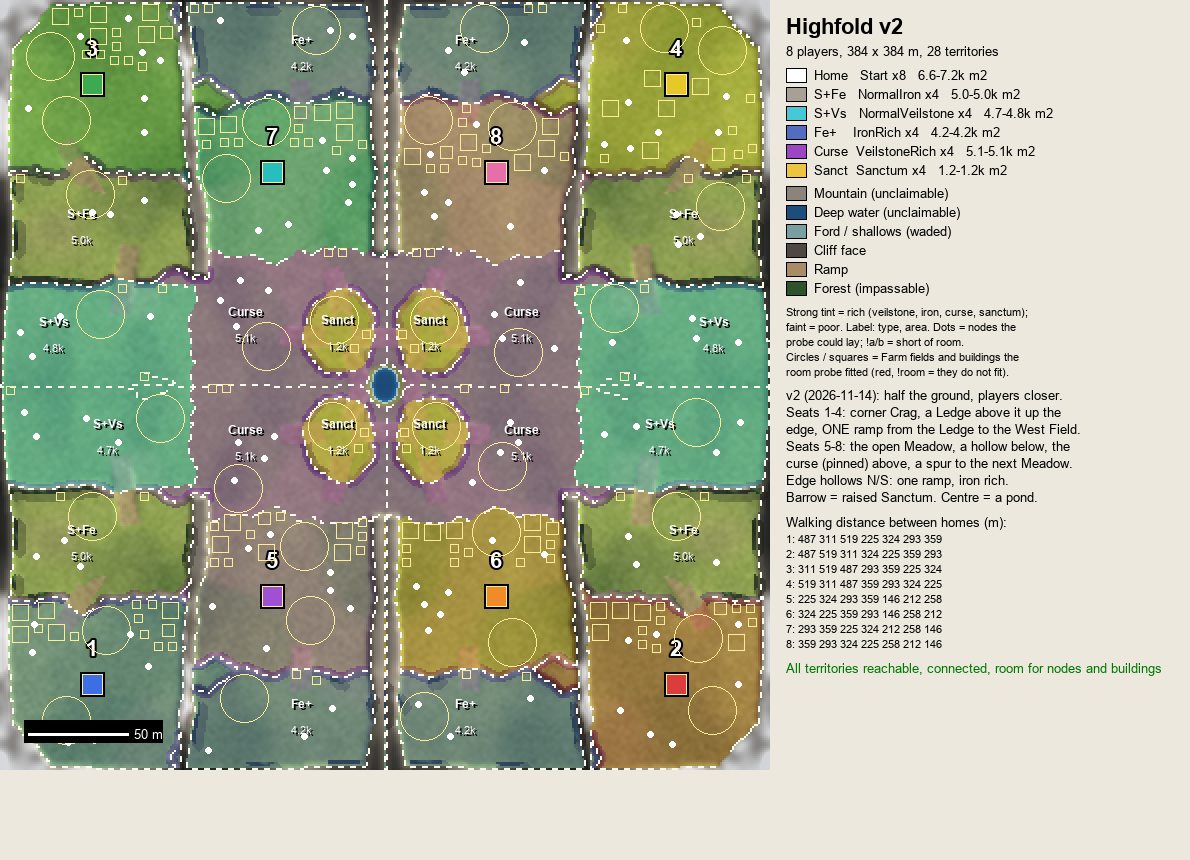 Highfold v2
8 players, 384 x 384 m, 28 territories
Home Start x8 6.6-7.2k m2
S+Fe NormalIron x4 5.0-5.0k m2
S+Vs NormalVeilstone x4 4.7-4.8k m2
Fe+ IronRich x4 4.2-4.2k m2
Curse VeilstoneRich x4 5.1-5.1k m2
Sanct Sanctum x4 1.2-1.2k m2
Mountain (unclaimable)
Deep water (unclaimable)
Ford / shallows (waded)
Cliff face
Ramp
Forest (impassable)
Strong tint = rich (veilstone, iron, curse, sanctum);
faint = poor. Label: type, area. Dots = nodes the
probe could lay; !a/b = short of room.
Circles / squares = Farm fields and buildings the
room probe fitted (red, !room = they do not fit).
v2 (2026-11-14): half the ground, players closer.
Seats 1-4: corner Crag, a Ledge above it up the
edge, ONE ramp from the Ledge to the West Field.
Seats 5-8: the open Meadow, a hollow below, the
curse (pinned) above, a spur to the next Meadow.
Edge hollows N/S: one ramp, iron rich.
Barrow = raised Sanctum. Centre = a pond.
Walking distance between homes (m):
1: 487 311 519 225 324 293 359
2: 487 519 311 324 225 359 293
3: 311 519 487 359 293 225 324
4: 519 311 487 359 293 324 225
5: 225 324 293 359 146 212 258
6: 324 225 359 293 146 258 212
7: 293 359 225 324 212 258 146
8: 359 293 324 225 258 212 146
All territories reachable, connected, room for nodes and buildings
3
Fe+
4.2k
Fe+
4.2k
4
7
8
S+Fe
5.0k
S+Fe
5.0k
S+Vs
4.8k
Curse
5.1k
Sanct
1.2k
Sanct
1.2k
Curse
5.1k
S+Vs
4.8k
S+Vs
4.7k
Curse
5.1k
Sanct
1.2k
Sanct
1.2k
Curse
5.1k
S+Vs
4.7k
S+Fe
5.0k
5
6
S+Fe
5.0k
1
2
Fe+
4.2k
Fe+
4.2k
50 m